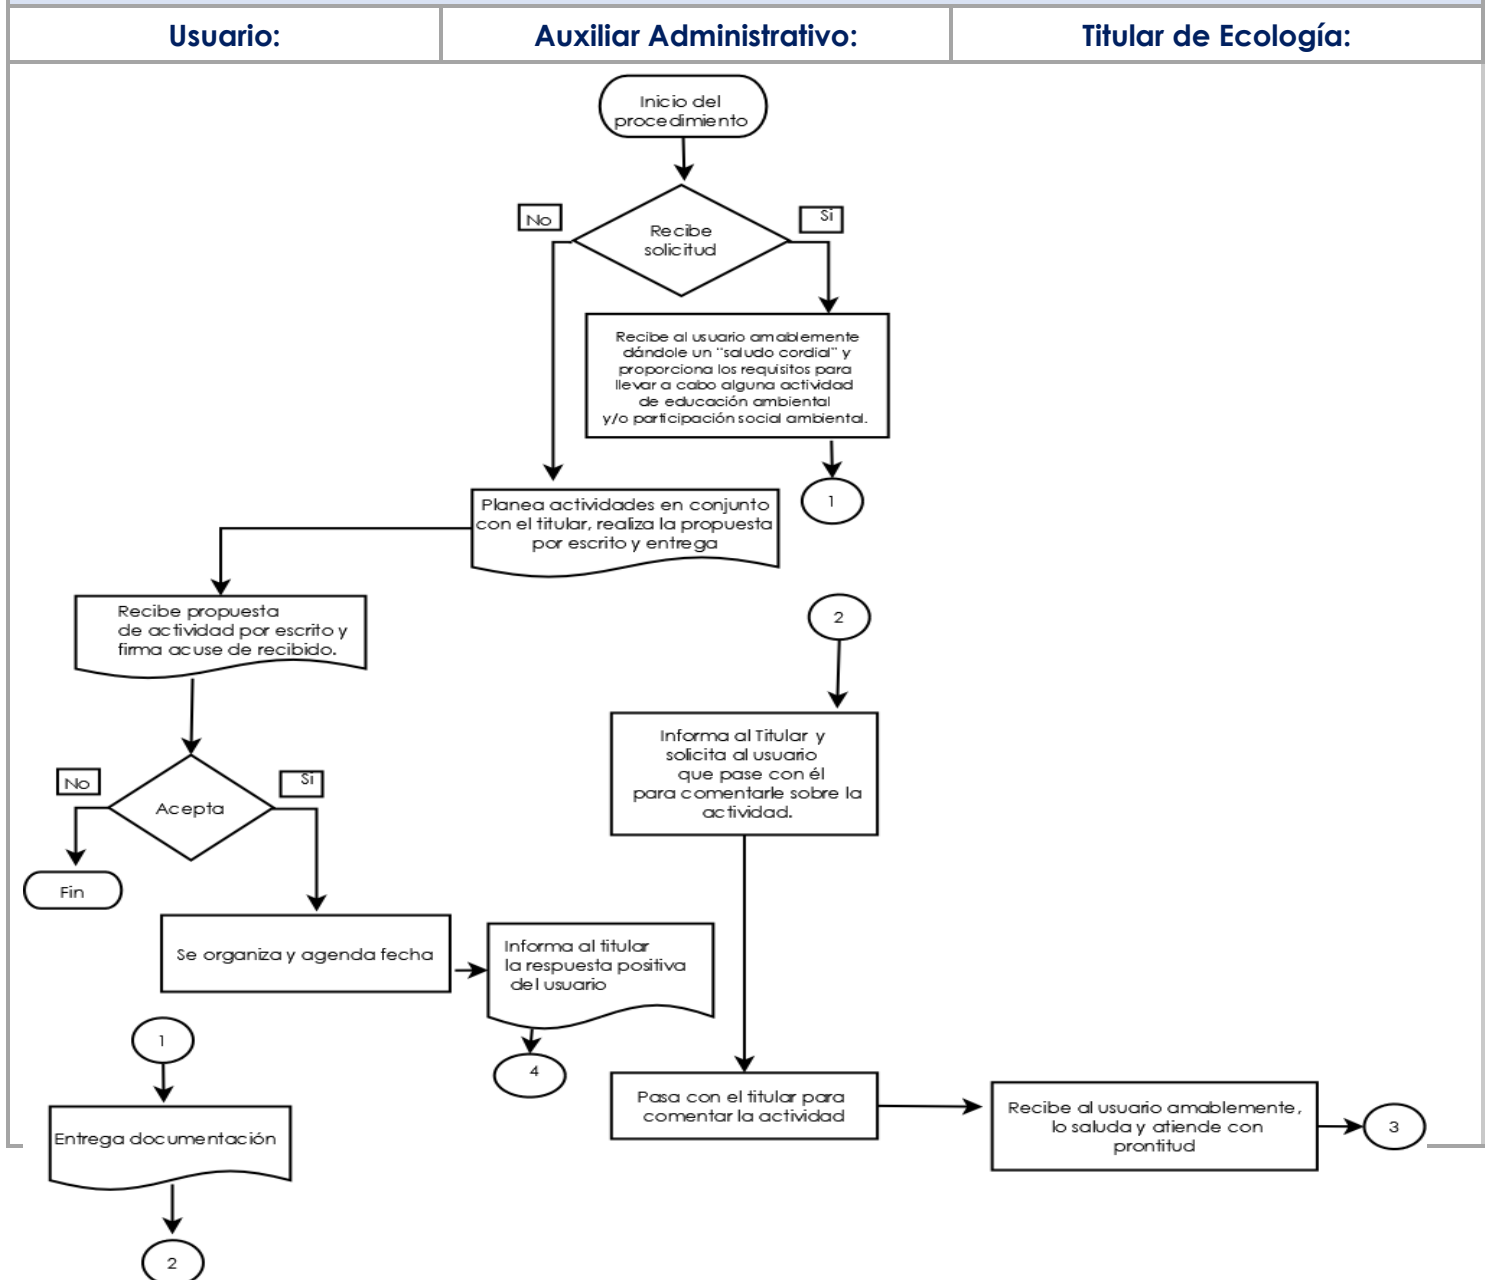 Usuario:
Auxiliar Administrativo:
Titular de Ecología:
Inicio del
procedimiento
No
Si
Recibe
solicitud
Recibe al usuario amablemente
dándole un “saludo cordial” y
proporciona los requisitos para
llevar a cabo alguna actividad
de educación ambiental
y/o participación social ambiental.
1
Planea actividades en conjunto
con el titular, realiza la propuesta
por escrito y entrega
Recibe propuesta
de actividad por escrito y
firma acuse de recibido.
2
Informa al Titular y
solicita al usuario
que pase con él
para comentarle sobre la
actividad.
No
Si
Acepta
Fin
Se organiza y agenda fecha
Informa al titular
la respuesta positiva
del usuario
4
1
Entrega documentación
2
Pasa con el titular para
comentar la actividad
Recibe al usuario amablemente,
lo saluda y atiende con
prontitud
3